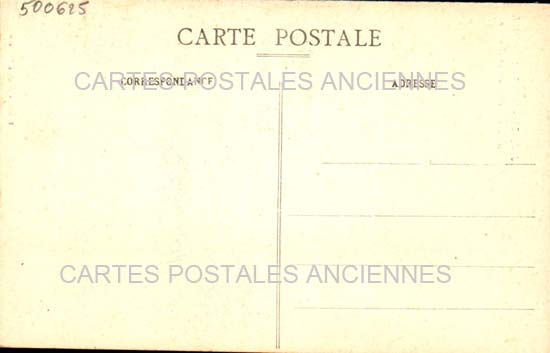 500625
CARTE POSTALE
CARTES POSTALES ANCIENNES
CORRESPONDANCE
ADRESSE
CARTES POSTALES ANCIENNES